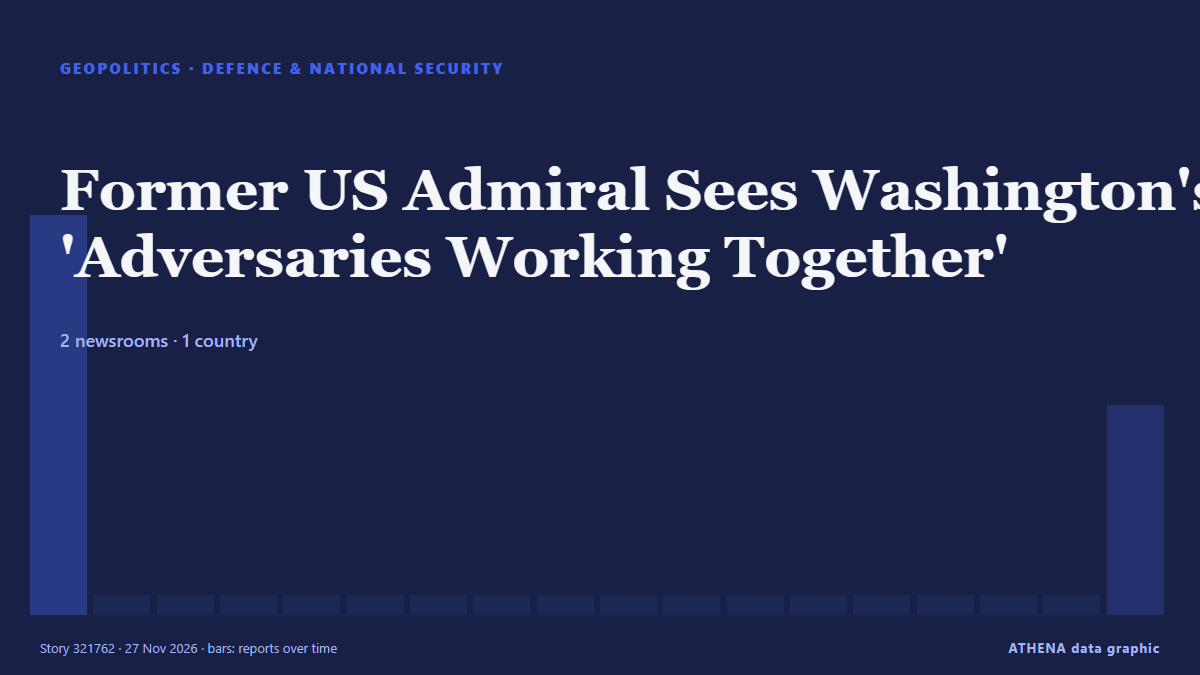 GEOPOLITICS · DEFENCE & NATIONAL SECURITY
Former US Admiral Sees Washington's
'Adversaries Working Together'
2 newsrooms · 1 country
Story 321762 · 27 Nov 2026 · bars: reports over time
ATHENA data graphic